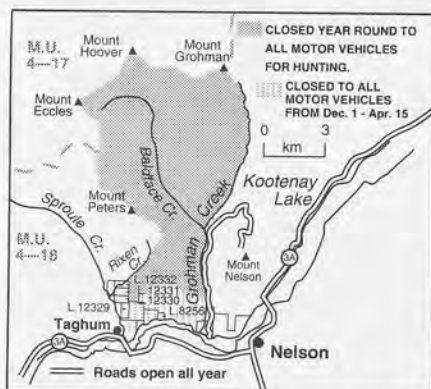 M.U.
4—17
Mount
Hoover
Mount
Grohman
CLOSED YEAR ROUND TO
ALL MOTOR VEHICLES
FOR HUNTING.
CLOSED TO ALL
MOTOR VEHICLES
FROM Dec. 1 - Apr. 15
Mount
Eccles
0 3
km
Baldface Cr.
Kootenay
Lake
Sproule Cr.
Mount
Peters
Grohman Creek
M.U.
4—18
Rixen Cr.
Mount
Nelson
3A
L.12332
L.12331
L.12330
L.12329
L.8256
Taghum
Nelson
3A
Roads open all year